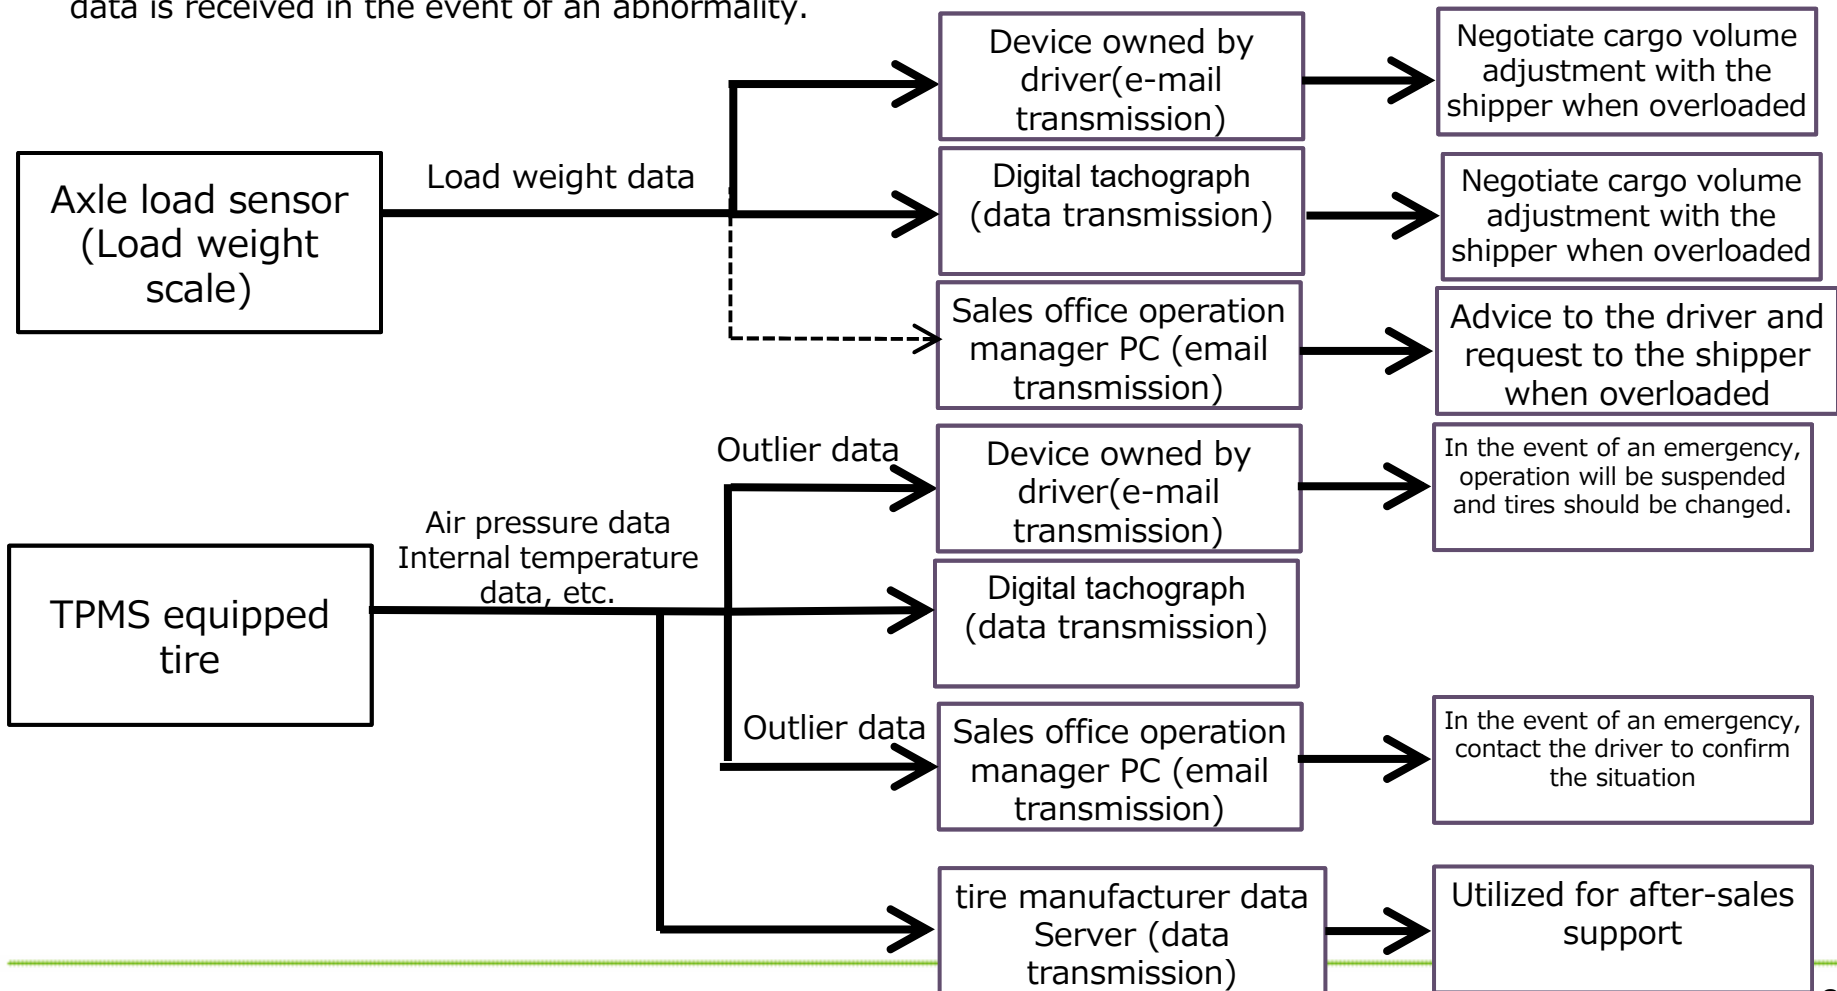 data is received in the event of an abnormality.
Axle load sensor
(Load weight
scale)
Load weight data
Device owned by
driver(e-mail
transmission)
Negotiate cargo volume
adjustment with the
shipper when overloaded
Digital tachograph
(data transmission)
Negotiate cargo volume
adjustment with the
shipper when overloaded
Sales office operation
manager PC (email
transmission)
Advice to the driver and
request to the shipper
when overloaded
TPMS equipped
tire
Air pressure data
Internal temperature
data, etc.
Outlier data
Device owned by
driver(e-mail
transmission)
In the event of an emergency,
operation will be suspended
and tires should be changed.
Digital tachograph
(data transmission)
Outlier data
Sales office operation
manager PC (email
transmission)
In the event of an emergency,
contact the driver to confirm
the situation
tire manufacturer data
Server (data
transmission)
Utilized for after-sales
support